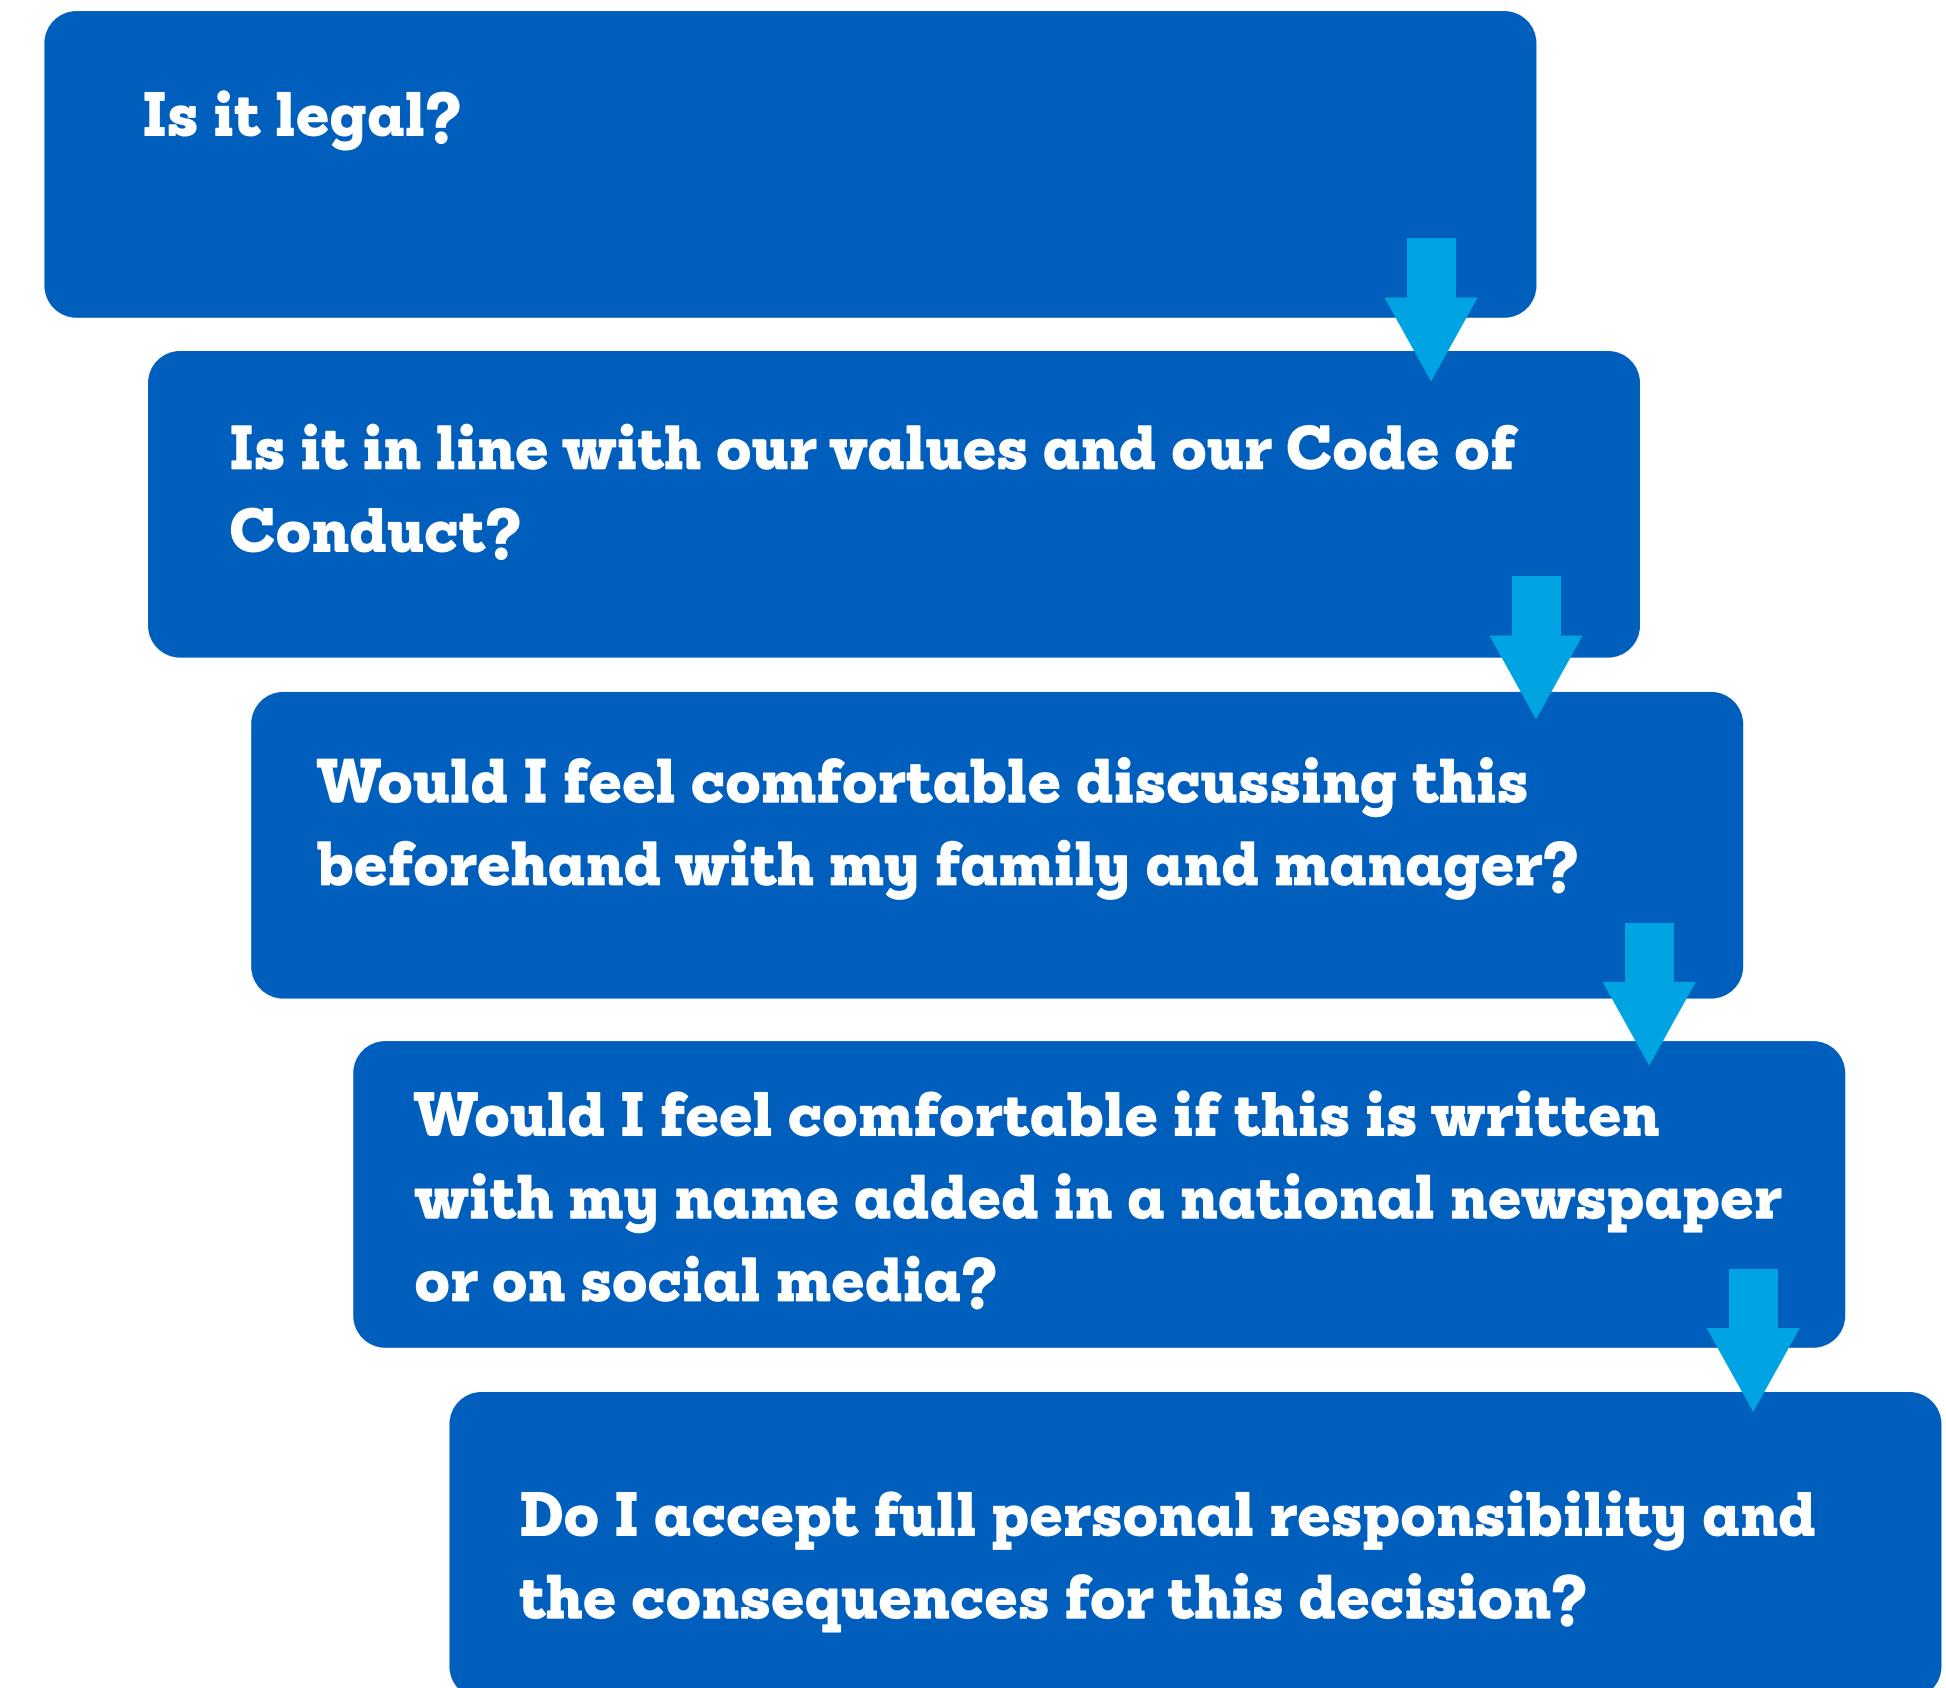 Is it legal?
Is it in line with our values and our Code of
Conduct?
Would I feel comfortable discussing this
beforehand with my family and manager?
Would I feel comfortable if this is written
with my name added in a national newspaper
or on social media?
Do I accept full personal responsibility and
the consequences for this decision?